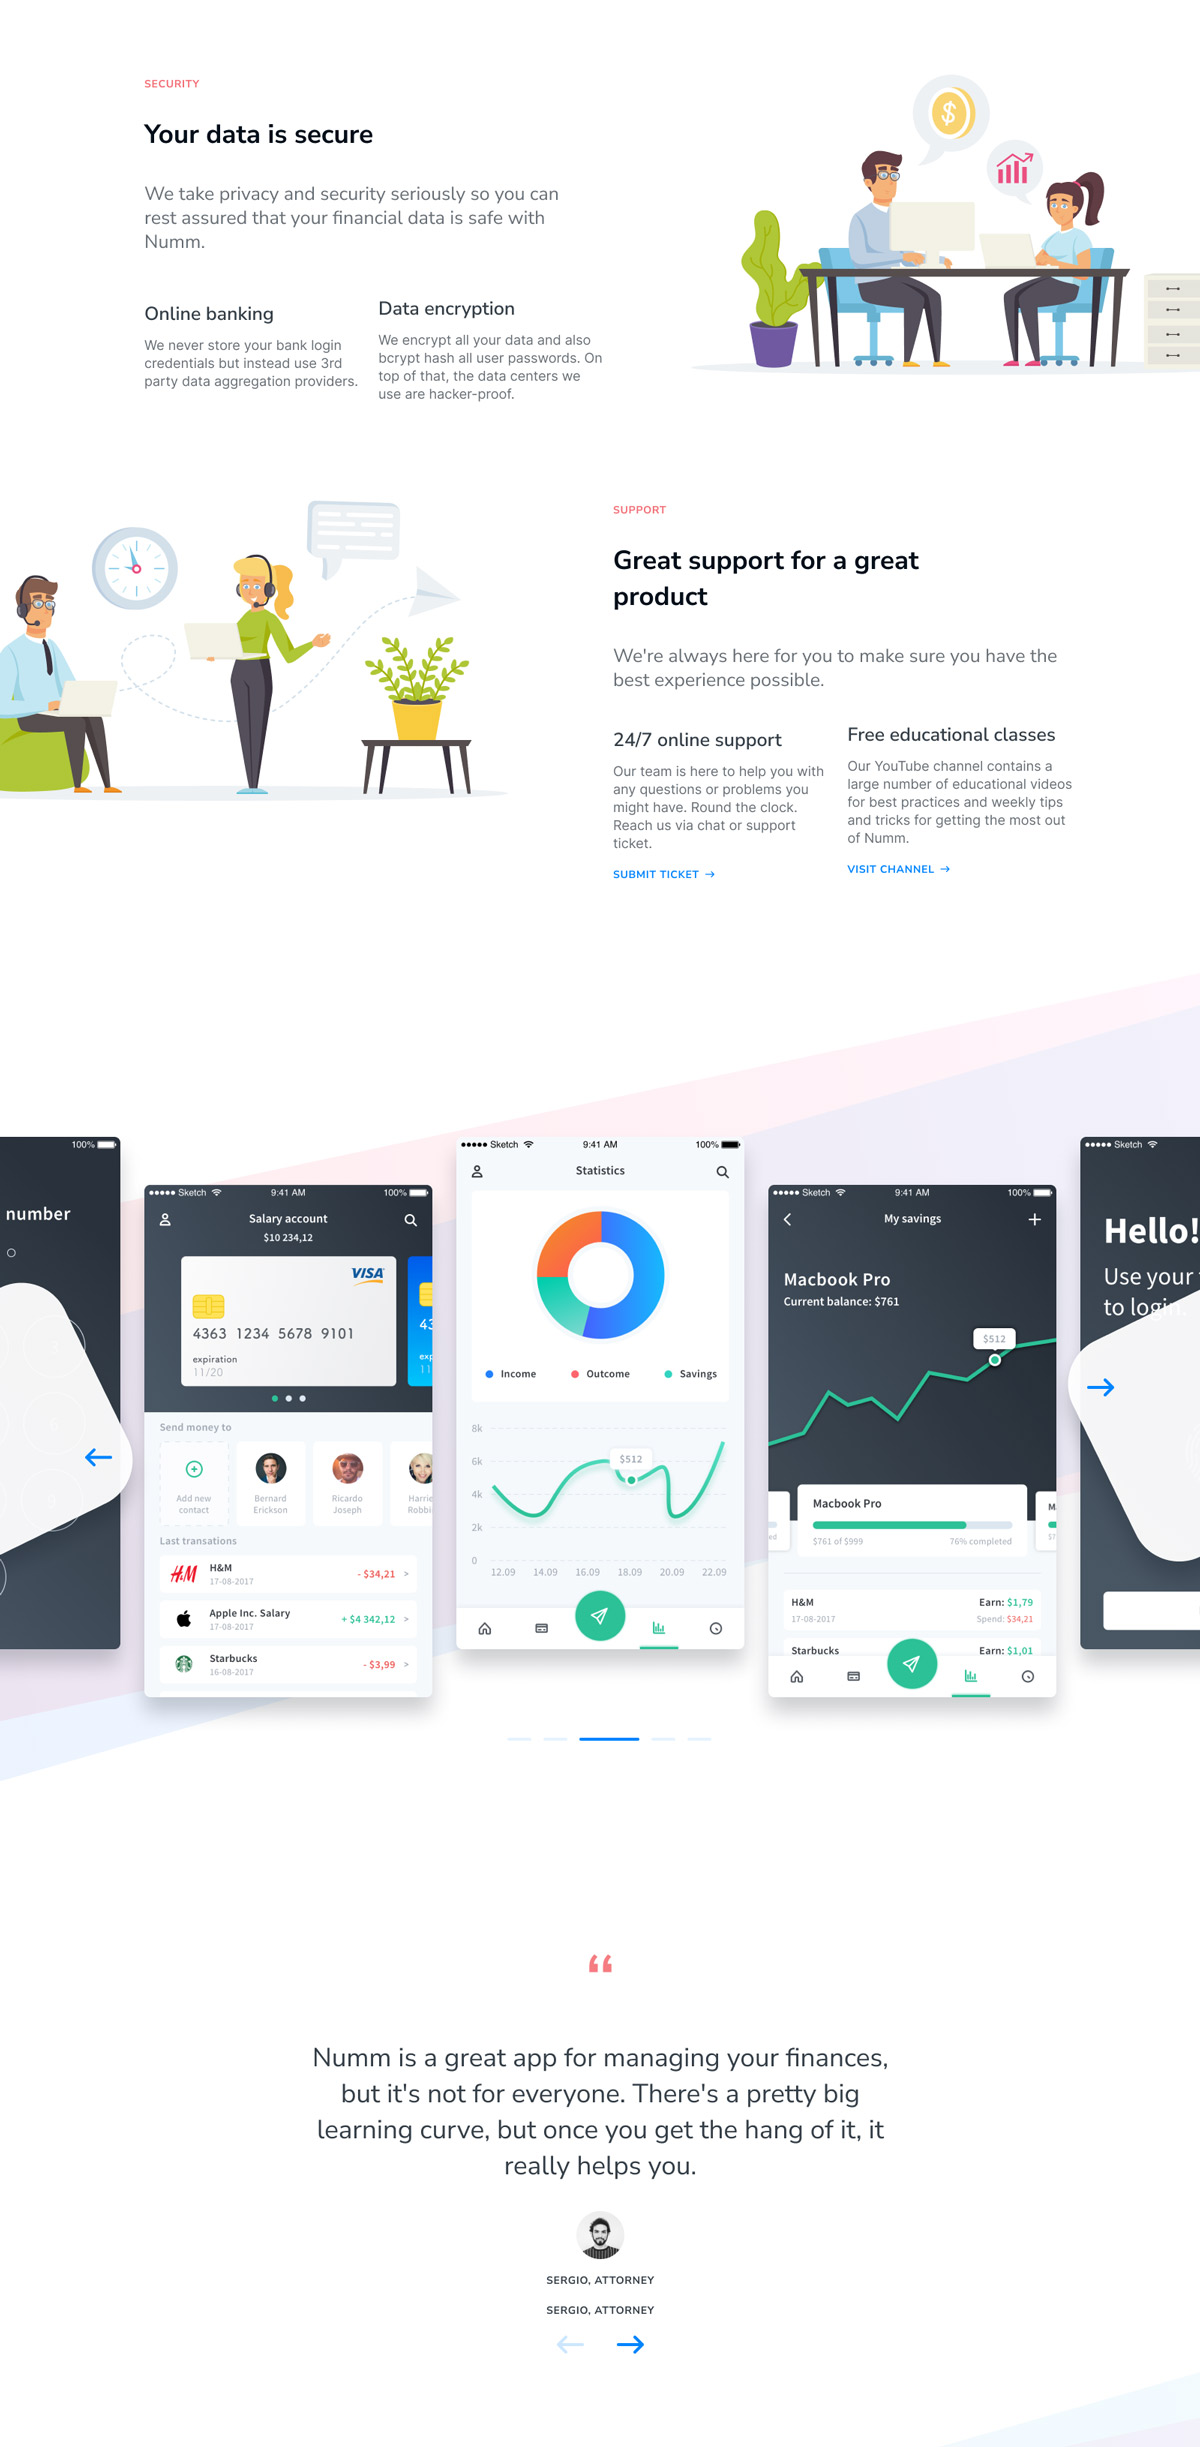 SECURITY
Your data is secure
We take privacy and security seriously so you can
rest assured that your financial data is safe with
Numm.
Online banking
We never store your bank login
credentials but instead use 3rd
party data aggregation providers.
Data encryption
We encrypt all your data and also
bcrypt hash all user passwords. On
top of that, the data centers we
use are hacker-proof.
SUPPORT
Great support for a great
product
We're always here for you to make sure you have the
best experience possible.
24/7 online support
Our team is here to help you with
any questions or problems you
might have. Round the clock.
Reach us via chat or support
ticket.
SUBMIT TICKET →
Free educational classes
Our YouTube channel contains a
large number of educational videos
for best practices and weekly tips
and tricks for getting the most out
of Numm.
VISIT CHANNEL →
100%
number
Sketch 9:41 AM 100%
Salary account
$10 234,12
VISA
4363 1234 5678 9101
expiration
11/20
43
exp
11
Send money to
Add new
contact
Bernard
Erickson
Ricardo
Joseph
Harrie
Robbi
Last transations
H&M
H&M
17-08-2017
- $34,21 >
Apple Inc. Salary
17-08-2017
+ $4 342,12 >
Starbucks
16-08-2017
- $3,99 >
Sketch 9:41 AM 100%
Statistics
Income Outcome Savings
8k
6k
4k
2k
0
$512
12.09 14.09 16.09 18.09 20.09 22.09
Sketch 9:41 AM 100%
My savings
Macbook Pro
Current balance: $761
$512
Macbook Pro
$761 of $999 76% completed
ed
M
$7
H&M Earn: $1,79
17-08-2017 Spend: $34,21
Starbucks Earn: $1,01
Sketch
Hello!
Use your
to login.
“
Numm is a great app for managing your finances,
but it's not for everyone. There's a pretty big
learning curve, but once you get the hang of it, it
really helps you.
SERGIO, ATTORNEY
SERGIO, ATTORNEY